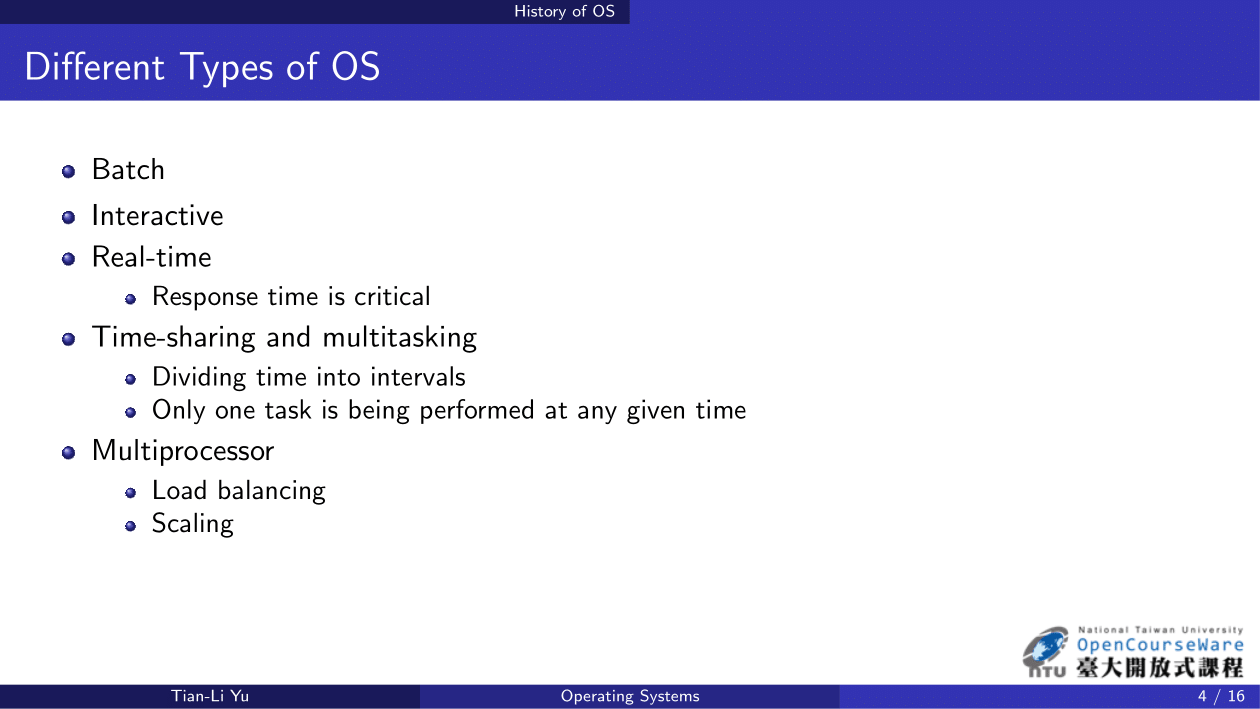 History of OS
Different Types of OS
Batch
Interactive
Real-time
Response time is critical
Time-sharing and multitasking
Dividing time into intervals
Only one task is being performed at any given time
Multiprocessor
Load balancing
Scaling
National Taiwan University
OpenCourseWare
NTU 臺大開放式課程
Tian-Li Yu
Operating Systems
4 / 16